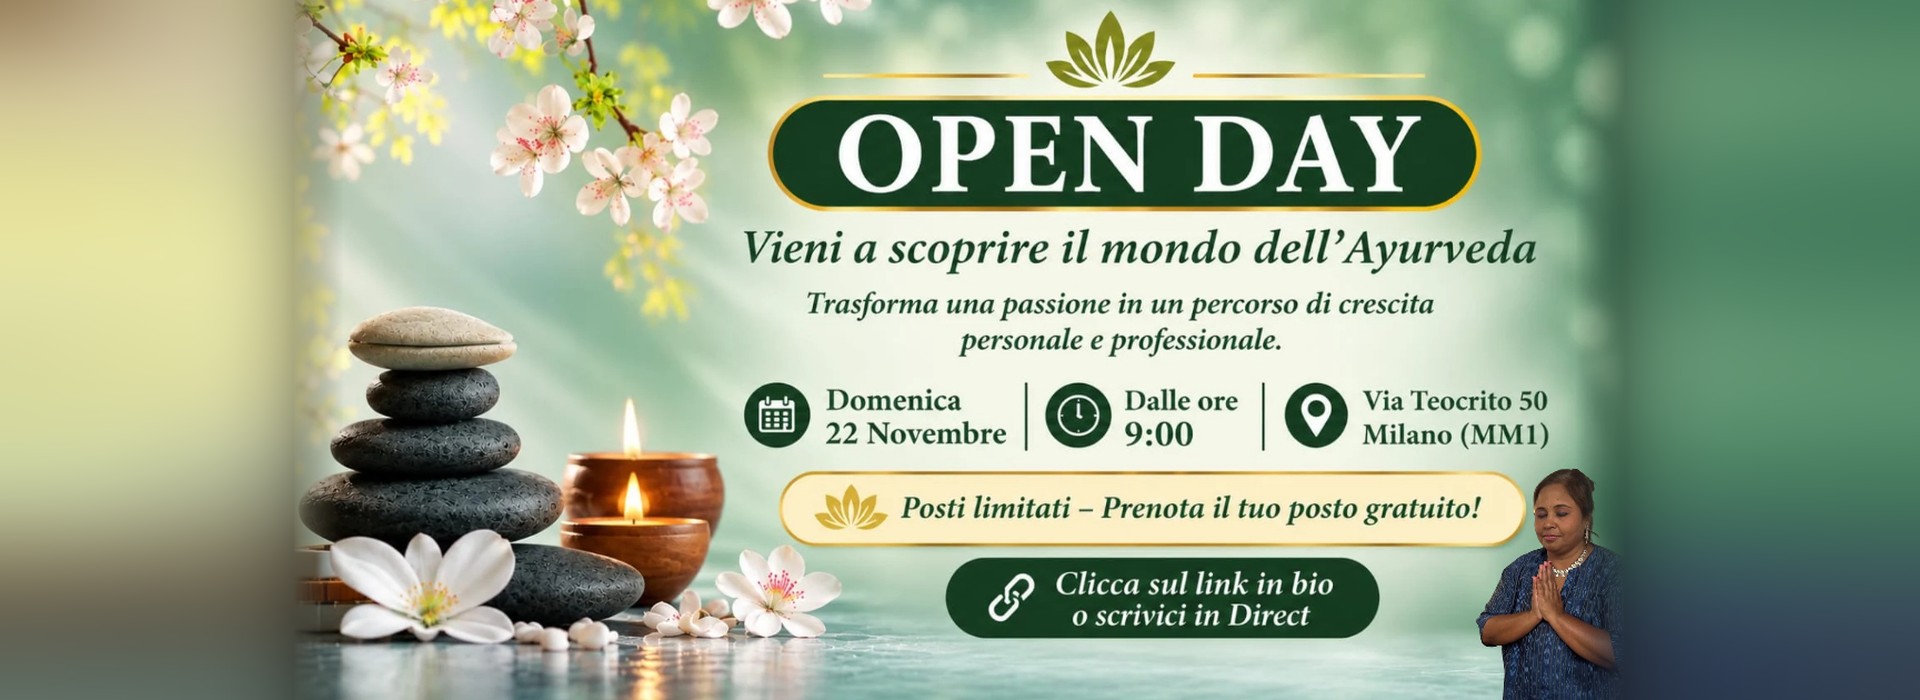 OPEN DAY
Vieni a scoprire il mondo dell’Ayurveda
Trasforma una passione in un percorso di crescita
personale e professionale.
Domenica
22 Novembre
Dalle ore
9:00
Via Teocrito 50
Milano (MM1)
Posti limitati – Prenota il tuo posto gratuito!
Clicca sul link in bio
o scrivici in Direct